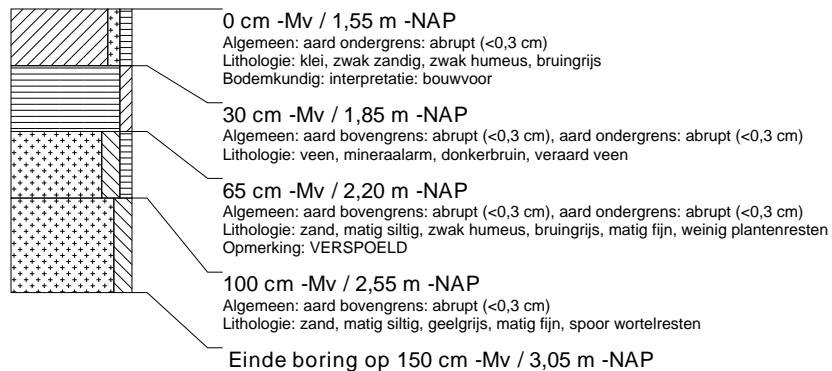 0 cm -Mv / 1,55 m -NAP
Algemeen: aard ondergrens: abrupt (<0,3 cm)
Lithologie: klei, zwak zandig, zwak humeus, bruingrijs
Bodemkundig: interpretatie: bouwvoor
30 cm -Mv / 1,85 m -NAP
Algemeen: aard bovengrens: abrupt (<0,3 cm), aard ondergrens: abrupt (<0,3 cm)
Lithologie: veen, mineraalarm, donkerbruin, veraard veen
65 cm -Mv / 2,20 m -NAP
Algemeen: aard bovengrens: abrupt (<0,3 cm), aard ondergrens: abrupt (<0,3 cm)
Lithologie: zand, matig siltig, zwak humeus, bruingrijs, matig fijn, weinig plantenresten
Opmerking: VERSPOELD
100 cm -Mv / 2,55 m -NAP
Algemeen: aard bovengrens: abrupt (<0,3 cm)
Lithologie: zand, matig siltig, geelgrijs, matig fijn, spoor wortelresten
Einde boring op 150 cm -Mv / 3,05 m -NAP